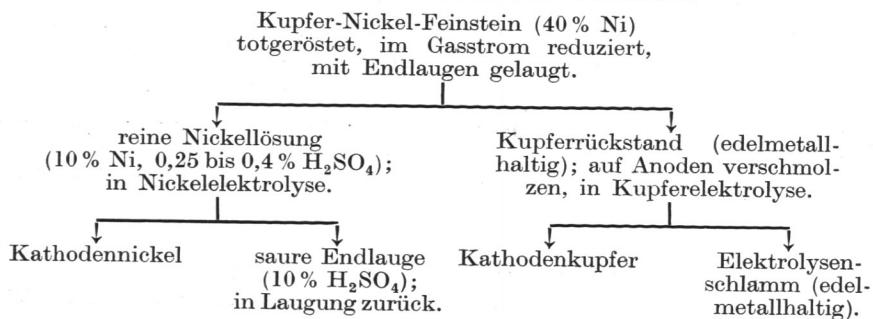 Kupfer-Nickel-Feinstein (40 % Ni)
totgeröstet, im Gasstrom reduziert,
mit Endlaugen gelaugt.
reine Nickellösung
(10 % Ni, 0,25 bis 0,4 % H₂SO₄);
in Nickelelektrolyse.
Kupferrückstand (edelmetall-
haltig); auf Anoden verschmol-
zen, in Kupferelektrolyse.
Kathodennickel
saure Endlauge
(10 % H₂SO₄);
in Laugung zurück.
Kathodenkupfer
Elektrolysen-
schlamm (edel-
metallhaltig).